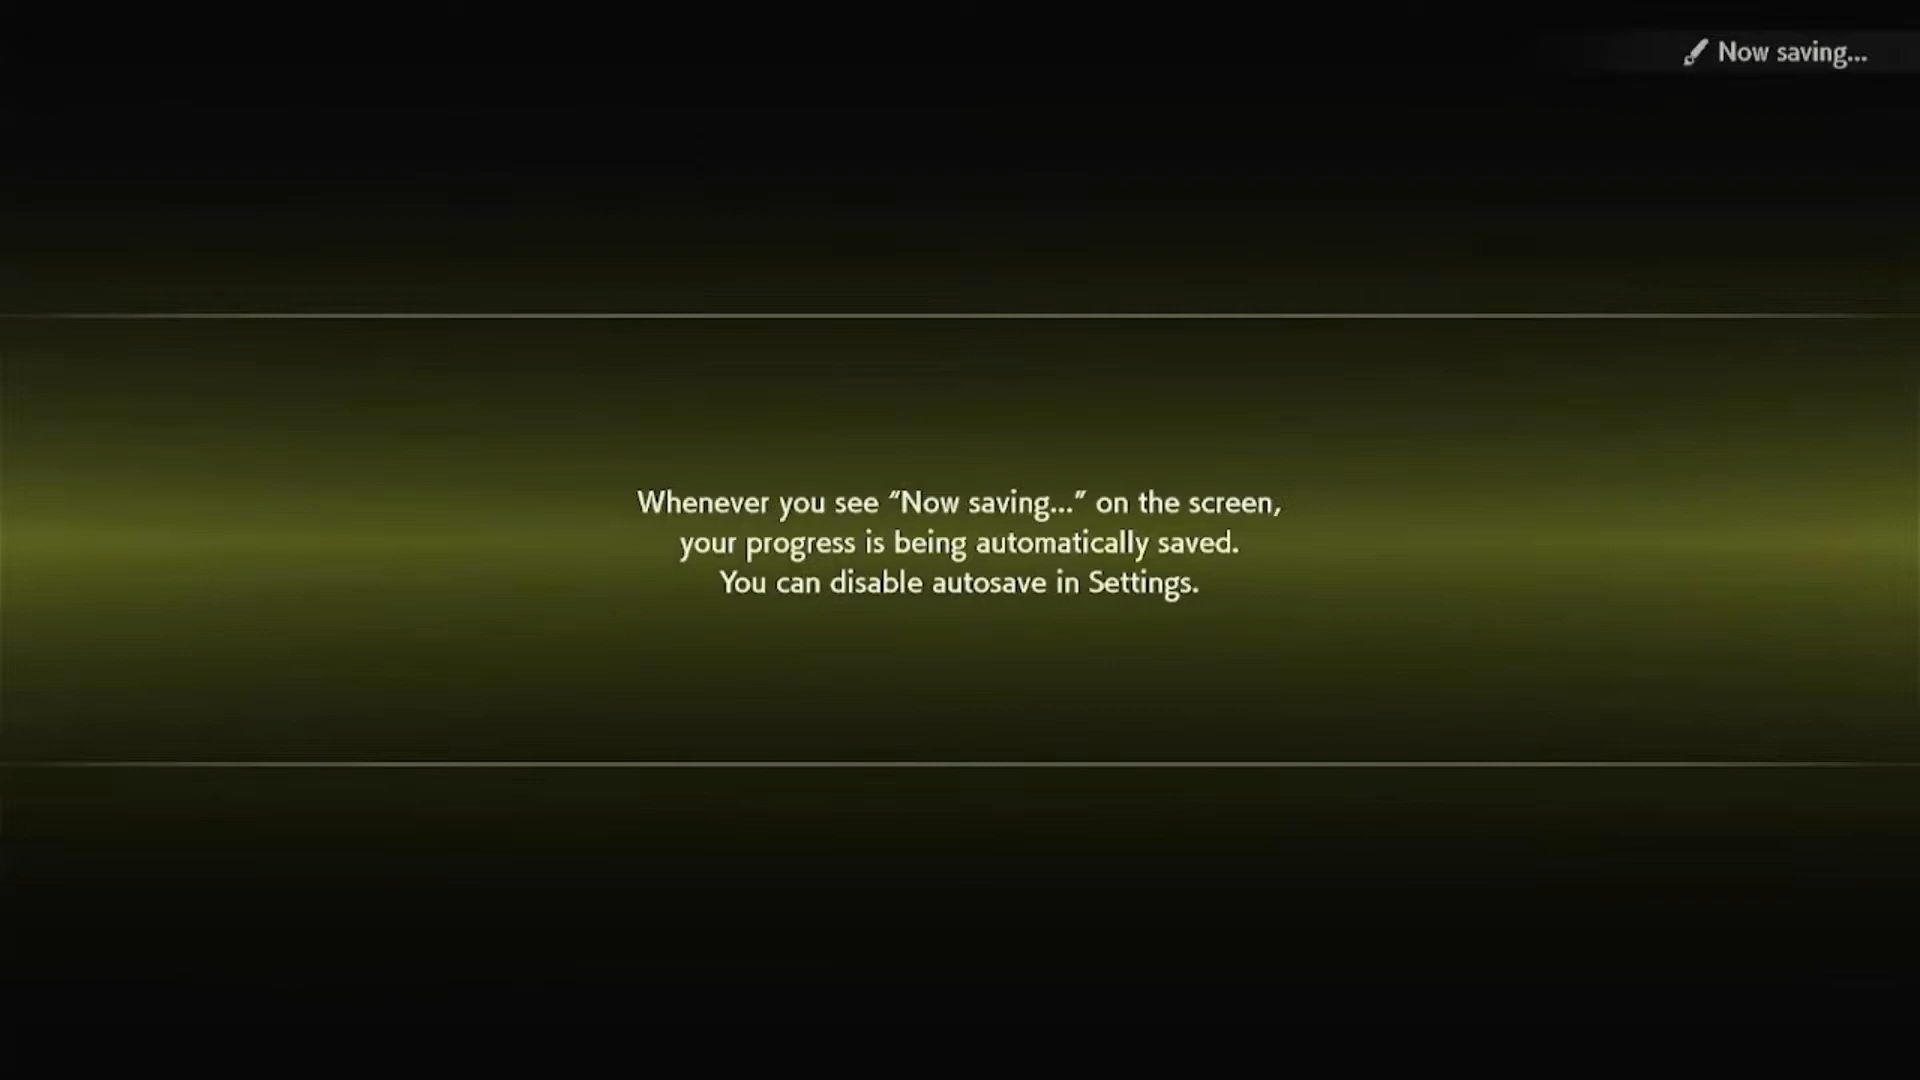 Now saving...
Whenever you see “Now saving...” on the screen,
your progress is being automatically saved.
You can disable autosave in Settings.